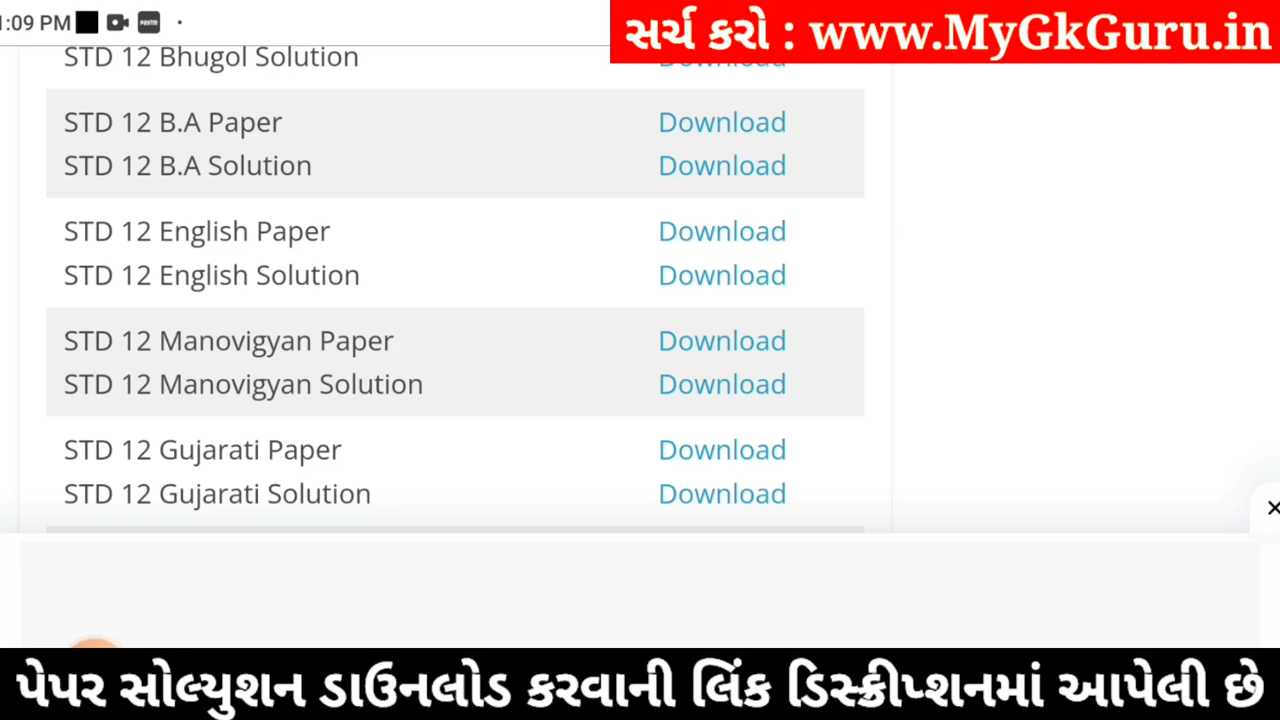 1:09 PM
સર્ચ કરો : www.MyGkGuru.in
STD 12 Bhugol Solution Download
STD 12 B.A Paper Download
STD 12 B.A Solution Download
STD 12 English Paper Download
STD 12 English Solution Download
STD 12 Manovigyan Paper Download
STD 12 Manovigyan Solution Download
STD 12 Gujarati Paper Download
STD 12 Gujarati Solution Download
પેપર સોલ્યુશન ડાઉનલોડ કરવાની લિંક ડિસ્ક્રીપ્શનમાં આપેલી છે